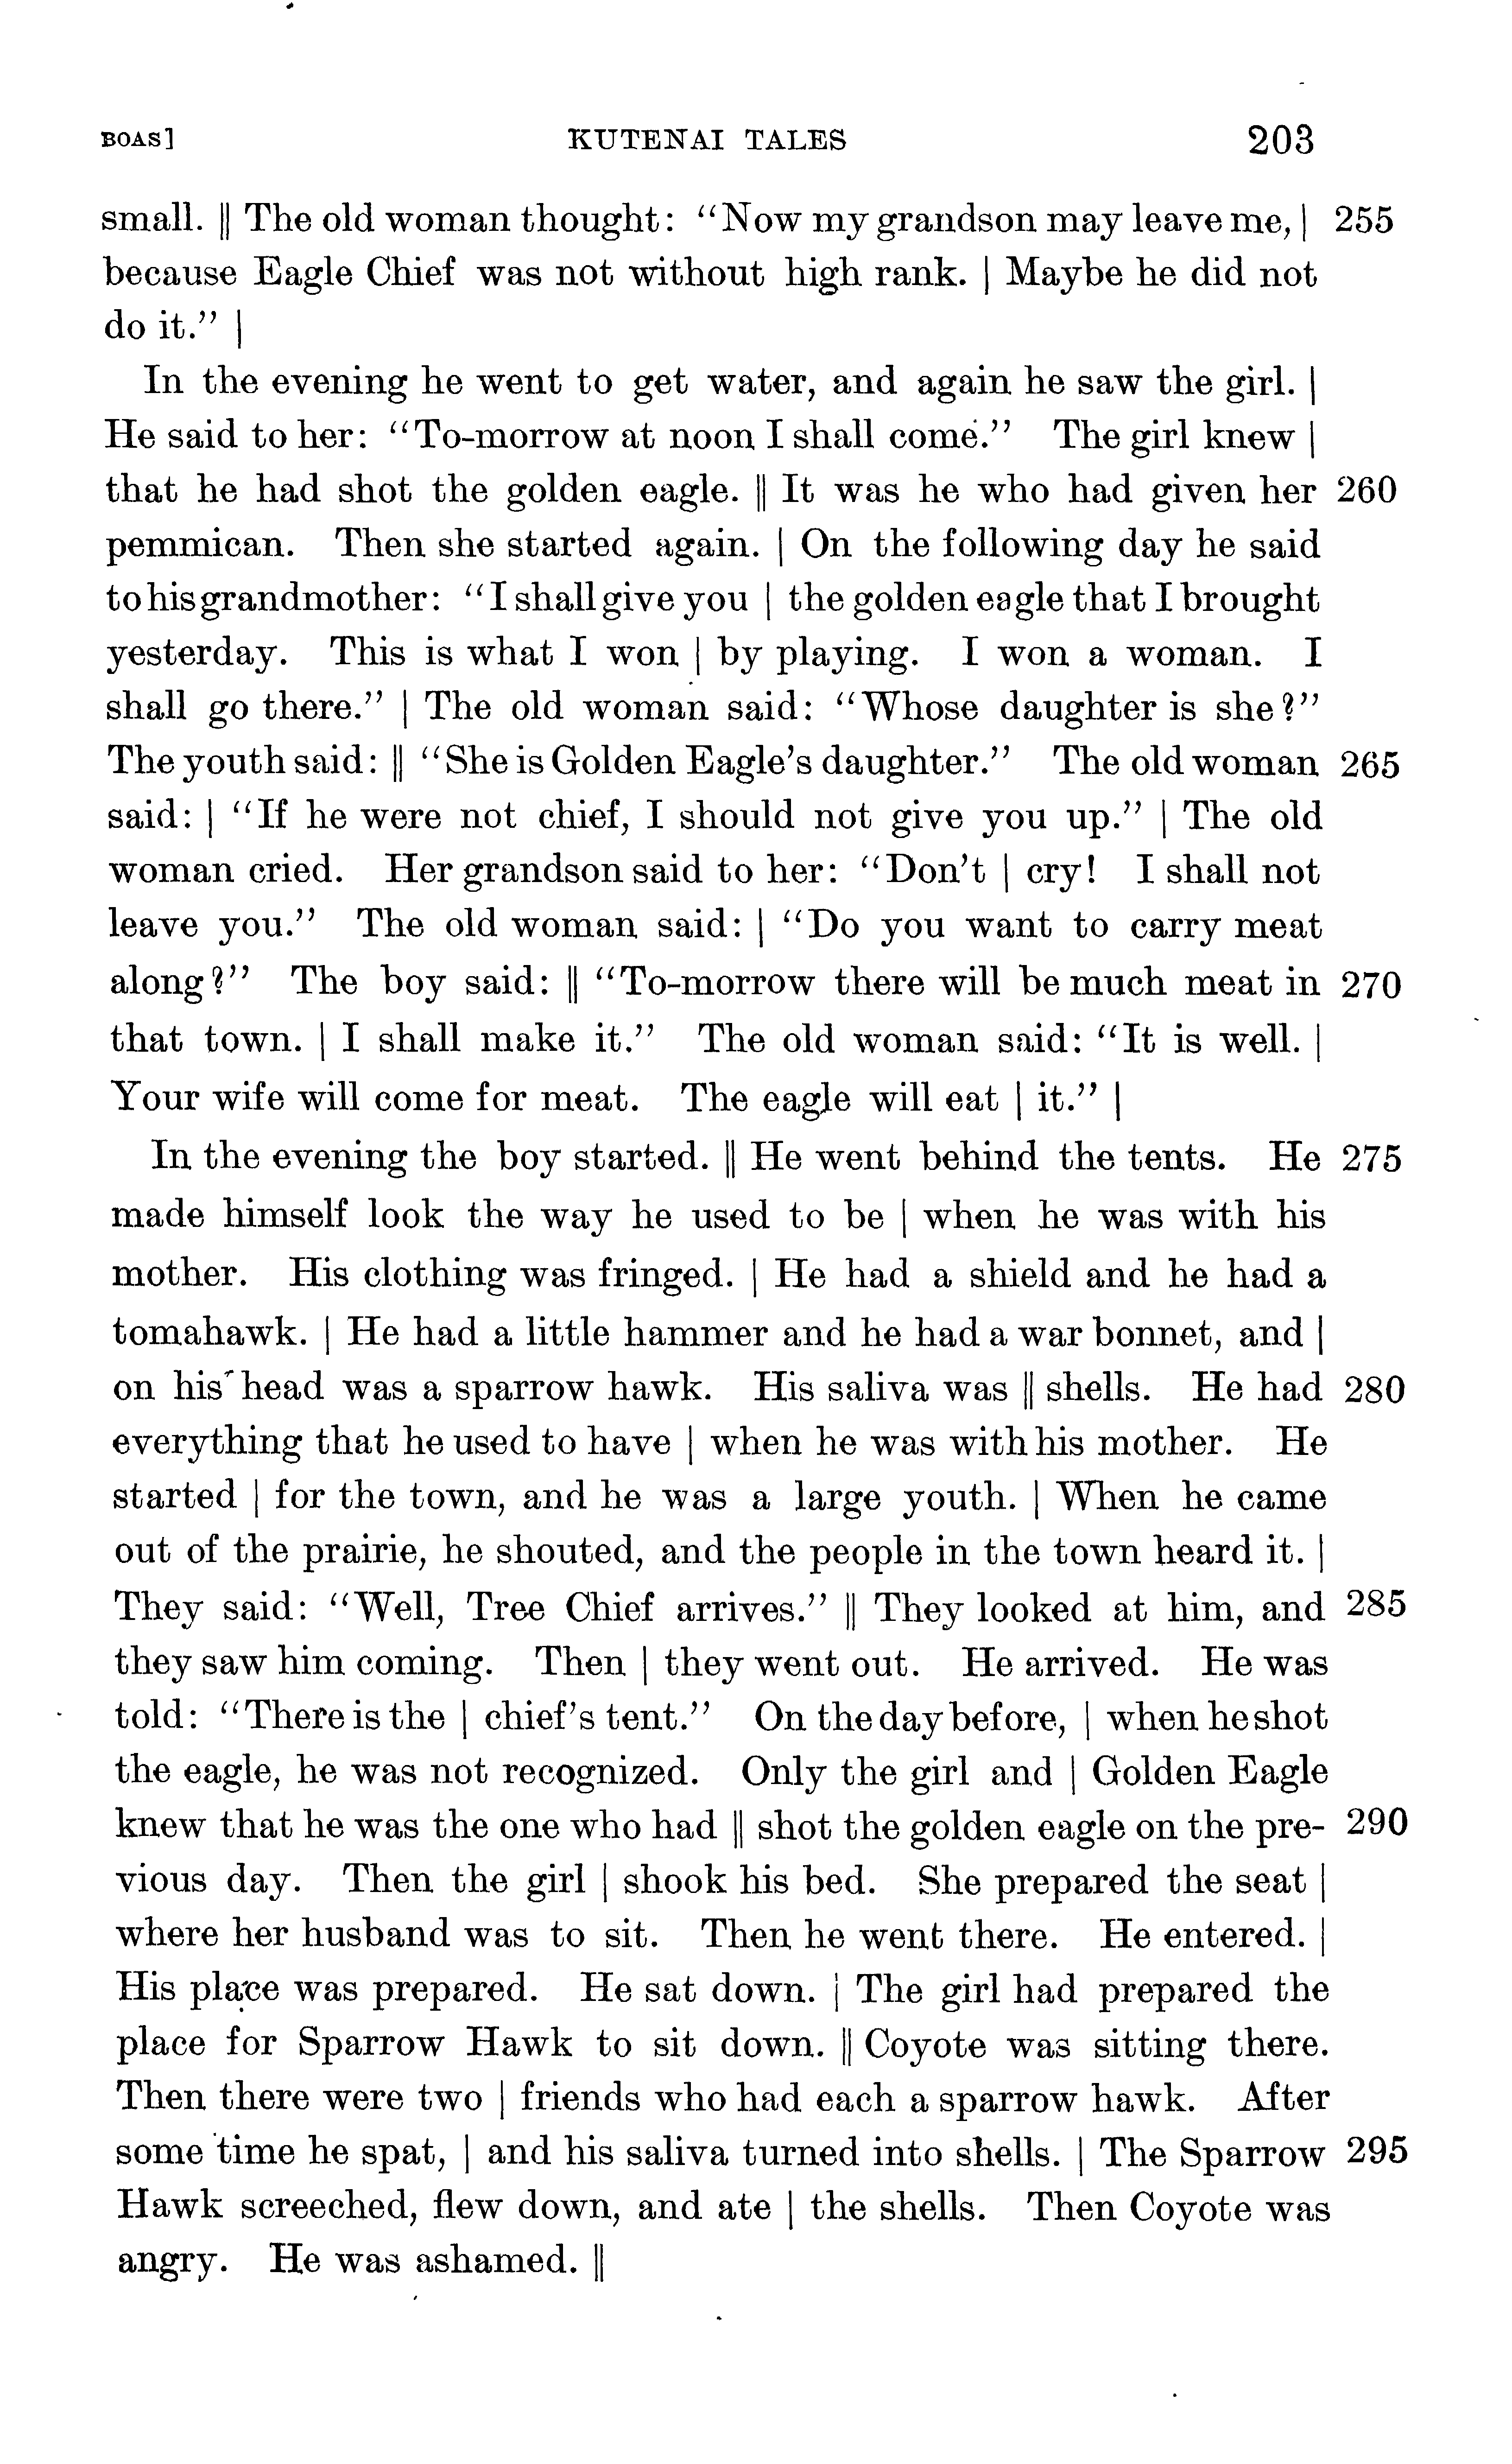 BOAS] KUTENAI TALES 203
small. ‖ The old woman thought: “Now my grandson may leave me, | 255
because Eagle Chief was not without high rank. | Maybe he did not
do it.” |
In the evening he went to get water, and again he saw the girl. |
He said to her: “To-morrow at noon I shall come.” The girl knew |
that he had shot the golden eagle. ‖ It was he who had given her 260
pemmican. Then she started again. | On the following day he said
to his grandmother: “I shall give you | the golden eagle that I brought
yesterday. This is what I won | by playing. I won a woman. I
shall go there.” | The old woman said: “Whose daughter is she?”
The youth said: ‖ “She is Golden Eagle’s daughter.” The old woman 265
said: | “If he were not chief, I should not give you up.” | The old
woman cried. Her grandson said to her: “Don’t | cry! I shall not
leave you.” The old woman said: | “Do you want to carry meat
along?” The boy said: ‖ “To-morrow there will be much meat in 270
that town. | I shall make it.” The old woman said: “It is well. |
Your wife will come for meat. The eagle will eat | it.” |
In the evening the boy started. ‖ He went behind the tents. He 275
made himself look the way he used to be | when he was with his
mother. His clothing was fringed. | He had a shield and he had a
tomahawk. | He had a little hammer and he had a war bonnet, and |
on his head was a sparrow hawk. His saliva was ‖ shells. He had 280
everything that he used to have | when he was with his mother. He
started | for the town, and he was a large youth. | When he came
out of the prairie, he shouted, and the people in the town heard it. |
They said: “Well, Tree Chief arrives.” ‖ They looked at him, and 285
they saw him coming. Then | they went out. He arrived. He was
told: “There is the | chief’s tent.” On the day before, | when he shot
the eagle, he was not recognized. Only the girl and | Golden Eagle
knew that he was the one who had ‖ shot the golden eagle on the pre- 290
vious day. Then the girl | shook his bed. She prepared the seat |
where her husband was to sit. Then he went there. He entered. |
His place was prepared. He sat down. | The girl had prepared the
place for Sparrow Hawk to sit down. ‖ Coyote was sitting there.
Then there were two | friends who had each a sparrow hawk. After
some time he spat, | and his saliva turned into shells. | The Sparrow 295
Hawk screeched, flew down, and ate | the shells. Then Coyote was
angry. He was ashamed. ‖